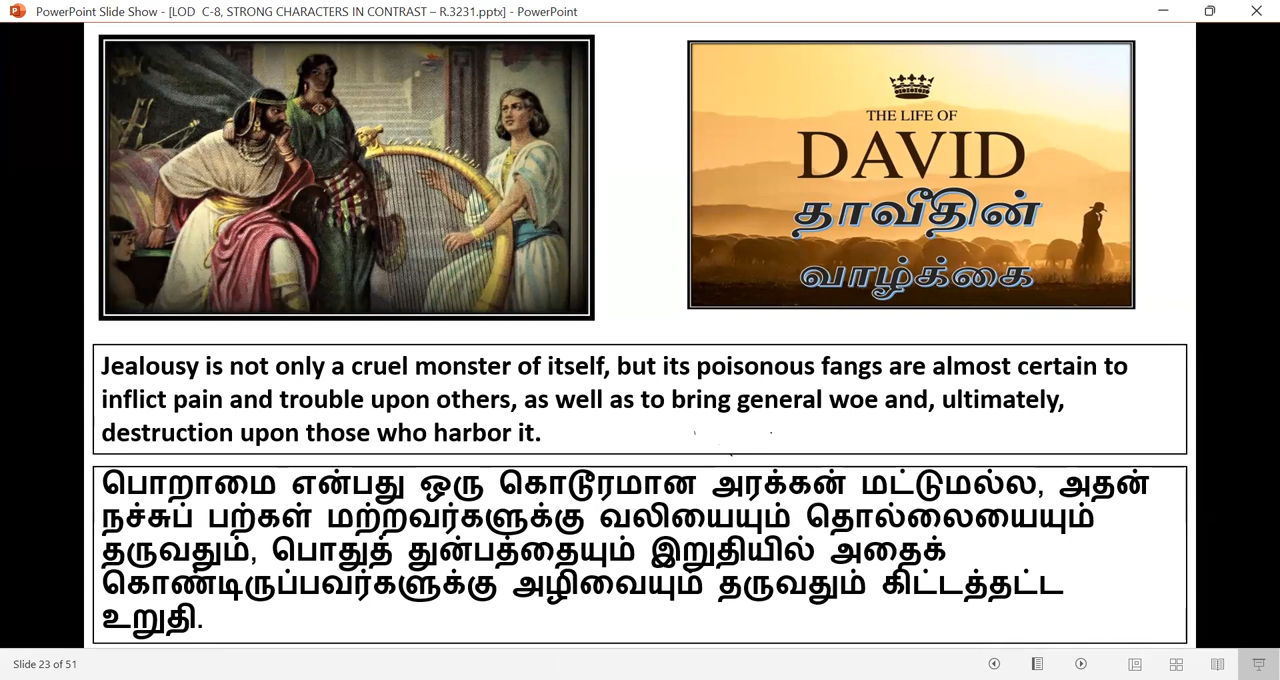 PowerPoint Slide Show - [LOD  C-8, STRONG CHARACTERS IN CONTRAST – R.3231.pptx] - PowerPoint
THE LIFE OF
DAVID
தாவீதின்
வாழ்க்கை
Jealousy is not only a cruel monster of itself, but its poisonous fangs are almost certain to
inflict pain and trouble upon others, as well as to bring general woe and, ultimately,
destruction upon those who harbor it.
பொறாமை என்பது ஒரு கொடூரமான அரக்கன் மட்டுமல்ல, அதன்
நச்சுப் பற்கள் மற்றவர்களுக்கு வலியையும் தொல்லையையும்
தருவதும், பொதுத் துன்பத்தையும் இறுதியில் அதைக்
கொண்டிருப்பவர்களுக்கு அழிவையும் தருவதும் கிட்டத்தட்ட
உறுதி.
Slide 23 of 51